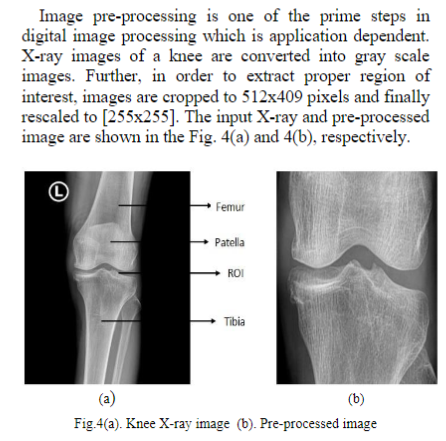 Image pre-processing is one of the prime steps in
digital image processing which is application dependent.
X-ray images of a knee are converted into gray scale
images. Further, in order to extract proper region of
interest, images are cropped to 512x409 pixels and finally
rescaled to [255x255]. The input X-ray and pre-processed
image are shown in the Fig. 4(a) and 4(b), respectively.
L
Femur
Patella
ROI
Tibia
(a)
(b)
Fig.4(a). Knee X-ray image (b). Pre-processed image